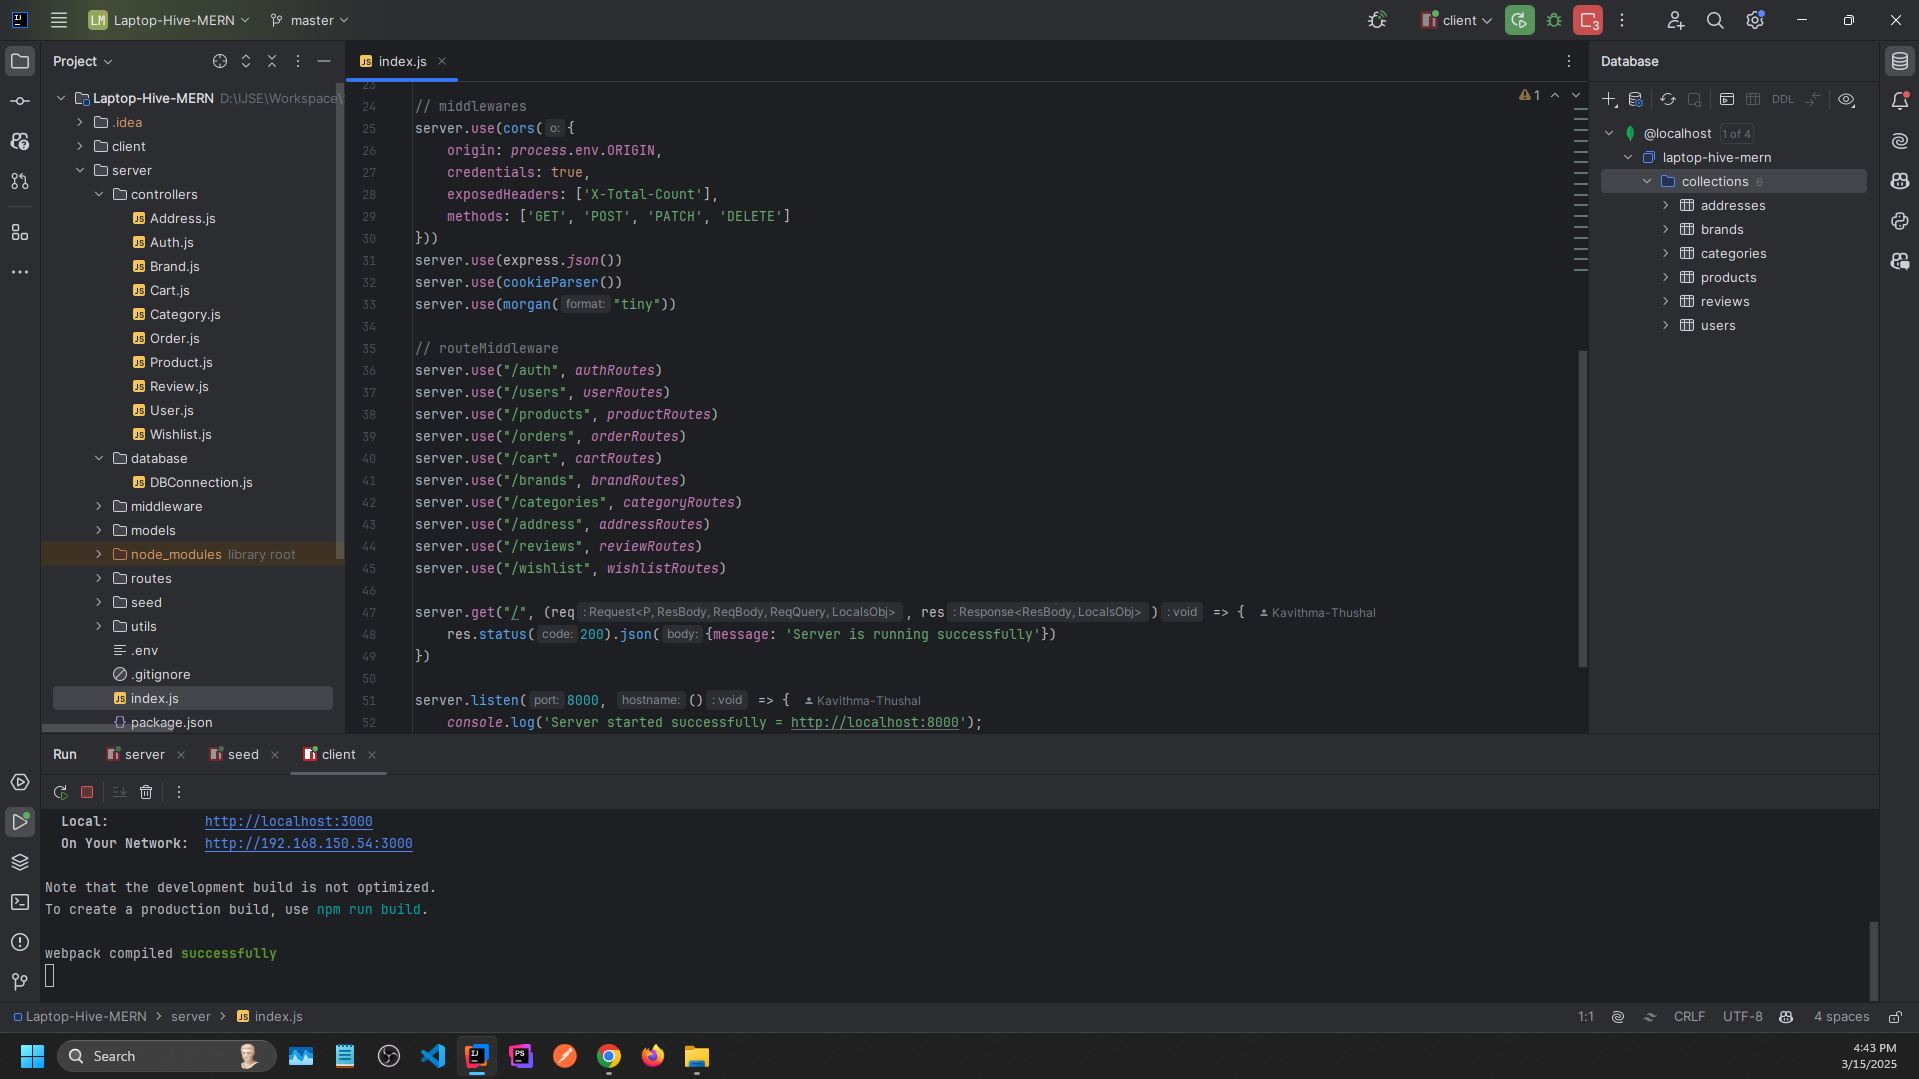 LM Laptop-Hive-MERN master client 3
Project
Laptop-Hive-MERN D:\IJSE\Workspace\
.idea
client
server
controllers
Address.js
Auth.js
Brand.js
Cart.js
Category.js
Order.js
Product.js
Review.js
User.js
Wishlist.js
database
DBConnection.js
middleware
models
node_modules library root
routes
seed
utils
.env
.gitignore
index.js
package.json
index.js
1
23
24 // middlewares
25 server.use(cors( o: {
26 origin: process.env.ORIGIN,
27 credentials: true,
28 exposedHeaders: ['X-Total-Count'],
29 methods: ['GET', 'POST', 'PATCH', 'DELETE']
30 }))
31 server.use(express.json())
32 server.use(cookieParser())
33 server.use(morgan( format: "tiny"))
34
35 // routeMiddleware
36 server.use("/auth", authRoutes)
37 server.use("/users", userRoutes)
38 server.use("/products", productRoutes)
39 server.use("/orders", orderRoutes)
40 server.use("/cart", cartRoutes)
41 server.use("/brands", brandRoutes)
42 server.use("/categories", categoryRoutes)
43 server.use("/address", addressRoutes)
44 server.use("/reviews", reviewRoutes)
45 server.use("/wishlist", wishlistRoutes)
46
47 server.get("/", (req : Request<P, ResBody, ReqBody, ReqQuery, LocalsObj> , res : Response<ResBody, LocalsObj> ) : void => { Kavithma-Thushal
48 res.status( code: 200).json( body: {message: 'Server is running successfully'})
49 })
50
51 server.listen( port: 8000, hostname: () : void => { Kavithma-Thushal
52 console.log('Server started successfully = http://localhost:8000');
Database
DDL
@localhost 1 of 4
laptop-hive-mern
collections 6
addresses
brands
categories
products
reviews
users
Run server seed client
Local: http://localhost:3000
On Your Network: http://192.168.150.54:3000
Note that the development build is not optimized.
To create a production build, use npm run build.
webpack compiled successfully
Laptop-Hive-MERN > server > index.js
1:1 CRLF UTF-8 4 spaces
Search
4:43 PM
3/15/2025